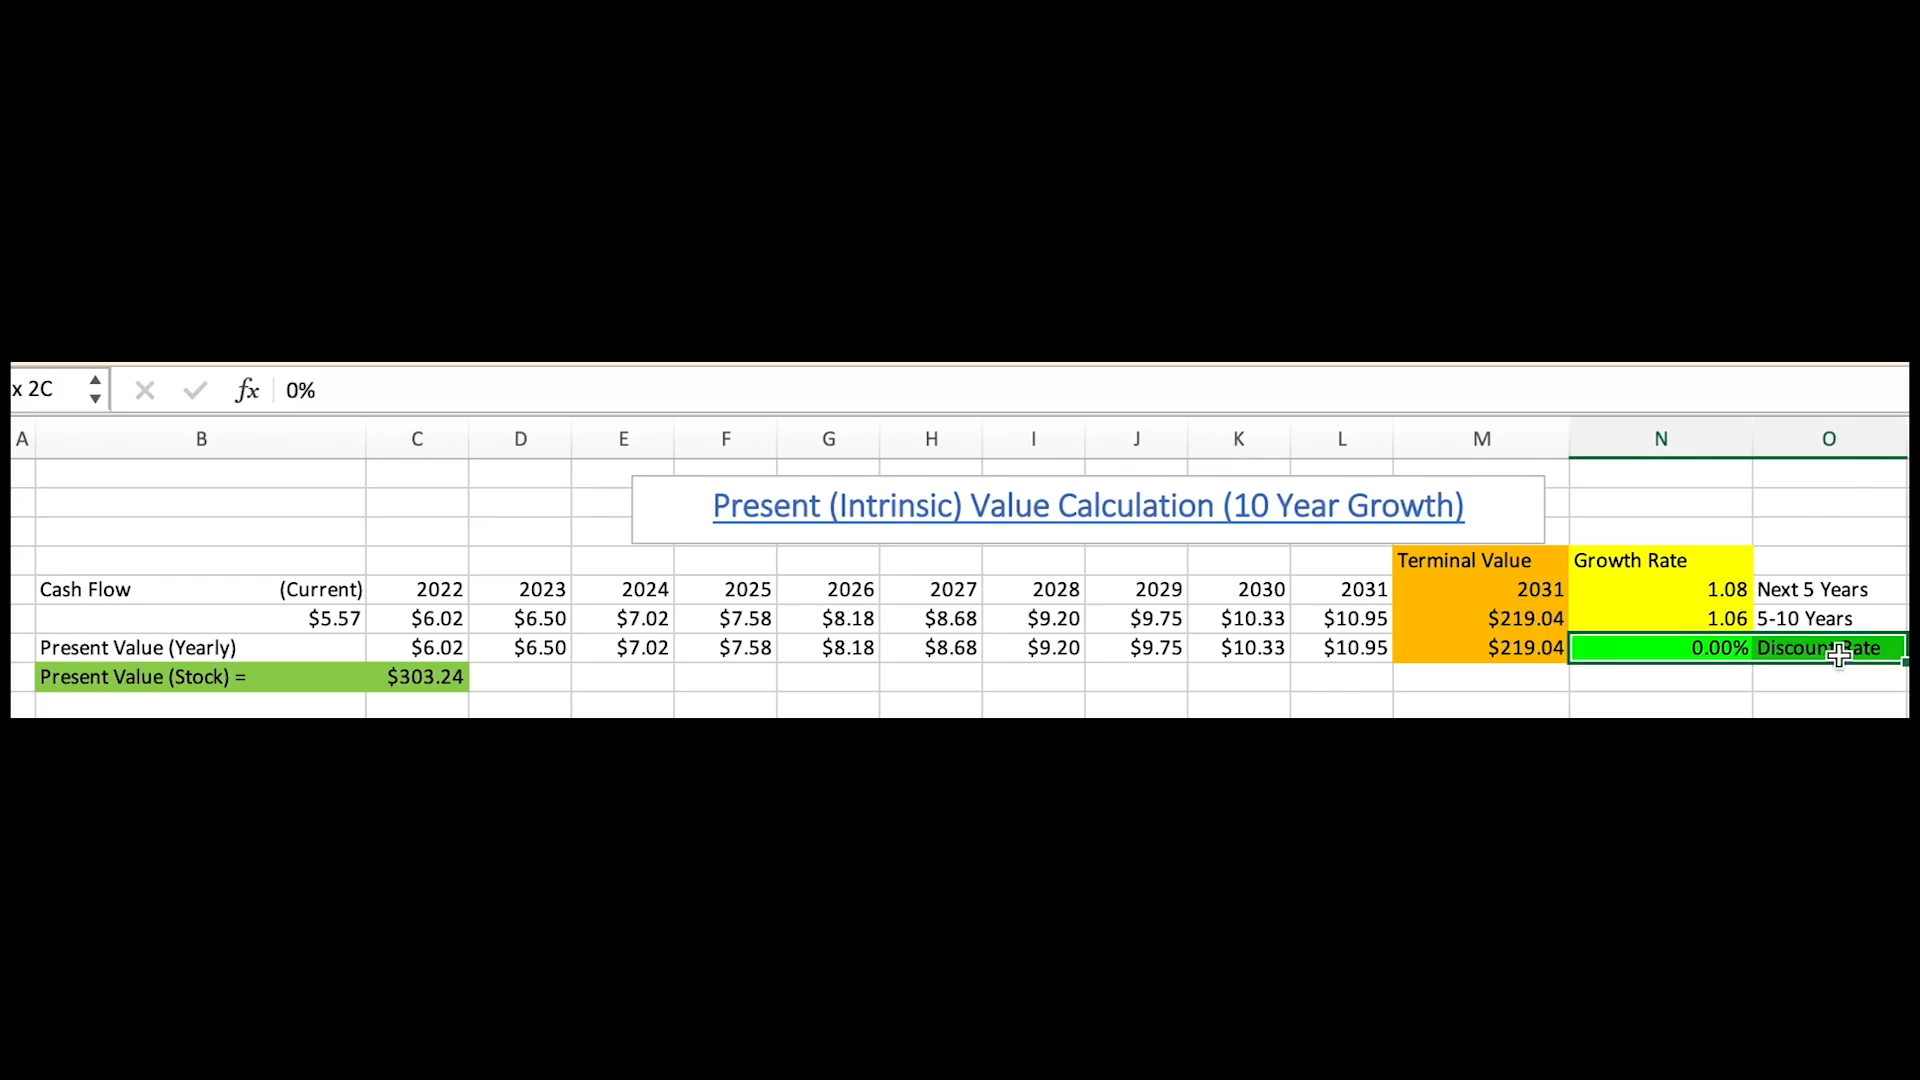 x 2C fx 0%
A B C D E F G H I J K L M N O
Present (Intrinsic) Value Calculation (10 Year Growth)
Terminal Value Growth Rate
Cash Flow (Current) 2022 2023 2024 2025 2026 2027 2028 2029 2030 2031 2031 1.08 Next 5 Years
$5.57 $6.02 $6.50 $7.02 $7.58 $8.18 $8.68 $9.20 $9.75 $10.33 $10.95 $219.04 1.06 5-10 Years
Present Value (Yearly) $6.02 $6.50 $7.02 $7.58 $8.18 $8.68 $9.20 $9.75 $10.33 $10.95 $219.04 0.00% Discount Rate
Present Value (Stock) = $303.24